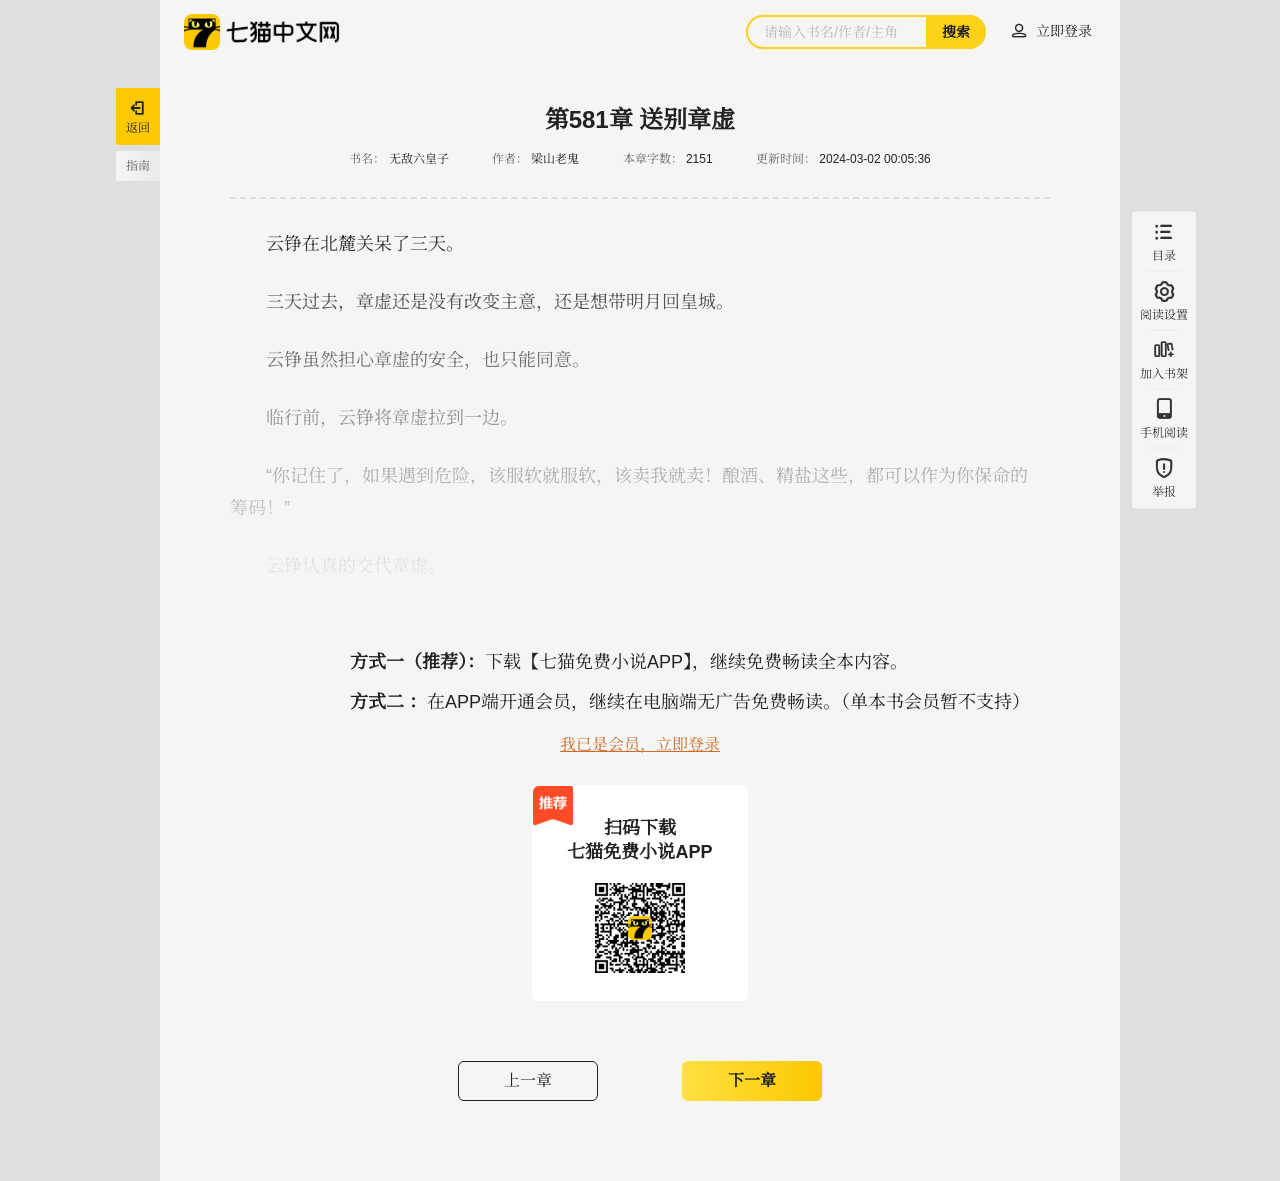 七猫中文网
请输入书名/作者/主角
搜索
立即登录
返回
指南
第581章 送别章虚
书名： 无敌六皇子 作者： 梁山老鬼 本章字数： 2151 更新时间： 2024-03-02 00:05:36
云铮在北麓关呆了三天。
三天过去，章虚还是没有改变主意，还是想带明月回皇城。
云铮虽然担心章虚的安全，也只能同意。
临行前，云铮将章虚拉到一边。
“你记住了，如果遇到危险，该服软就服软，该卖我就卖！酿酒、精盐这些，都可以作为你保命的
筹码！”
云铮认真的交代章虚。
目录
阅读设置
加入书架
手机阅读
举报
方式一（推荐）：下载【七猫免费小说APP】，继续免费畅读全本内容。
方式二 ：在APP端开通会员，继续在电脑端无广告免费畅读。（单本书会员暂不支持）
我已是会员，立即登录
推荐
扫码下载
七猫免费小说APP
上一章
下一章